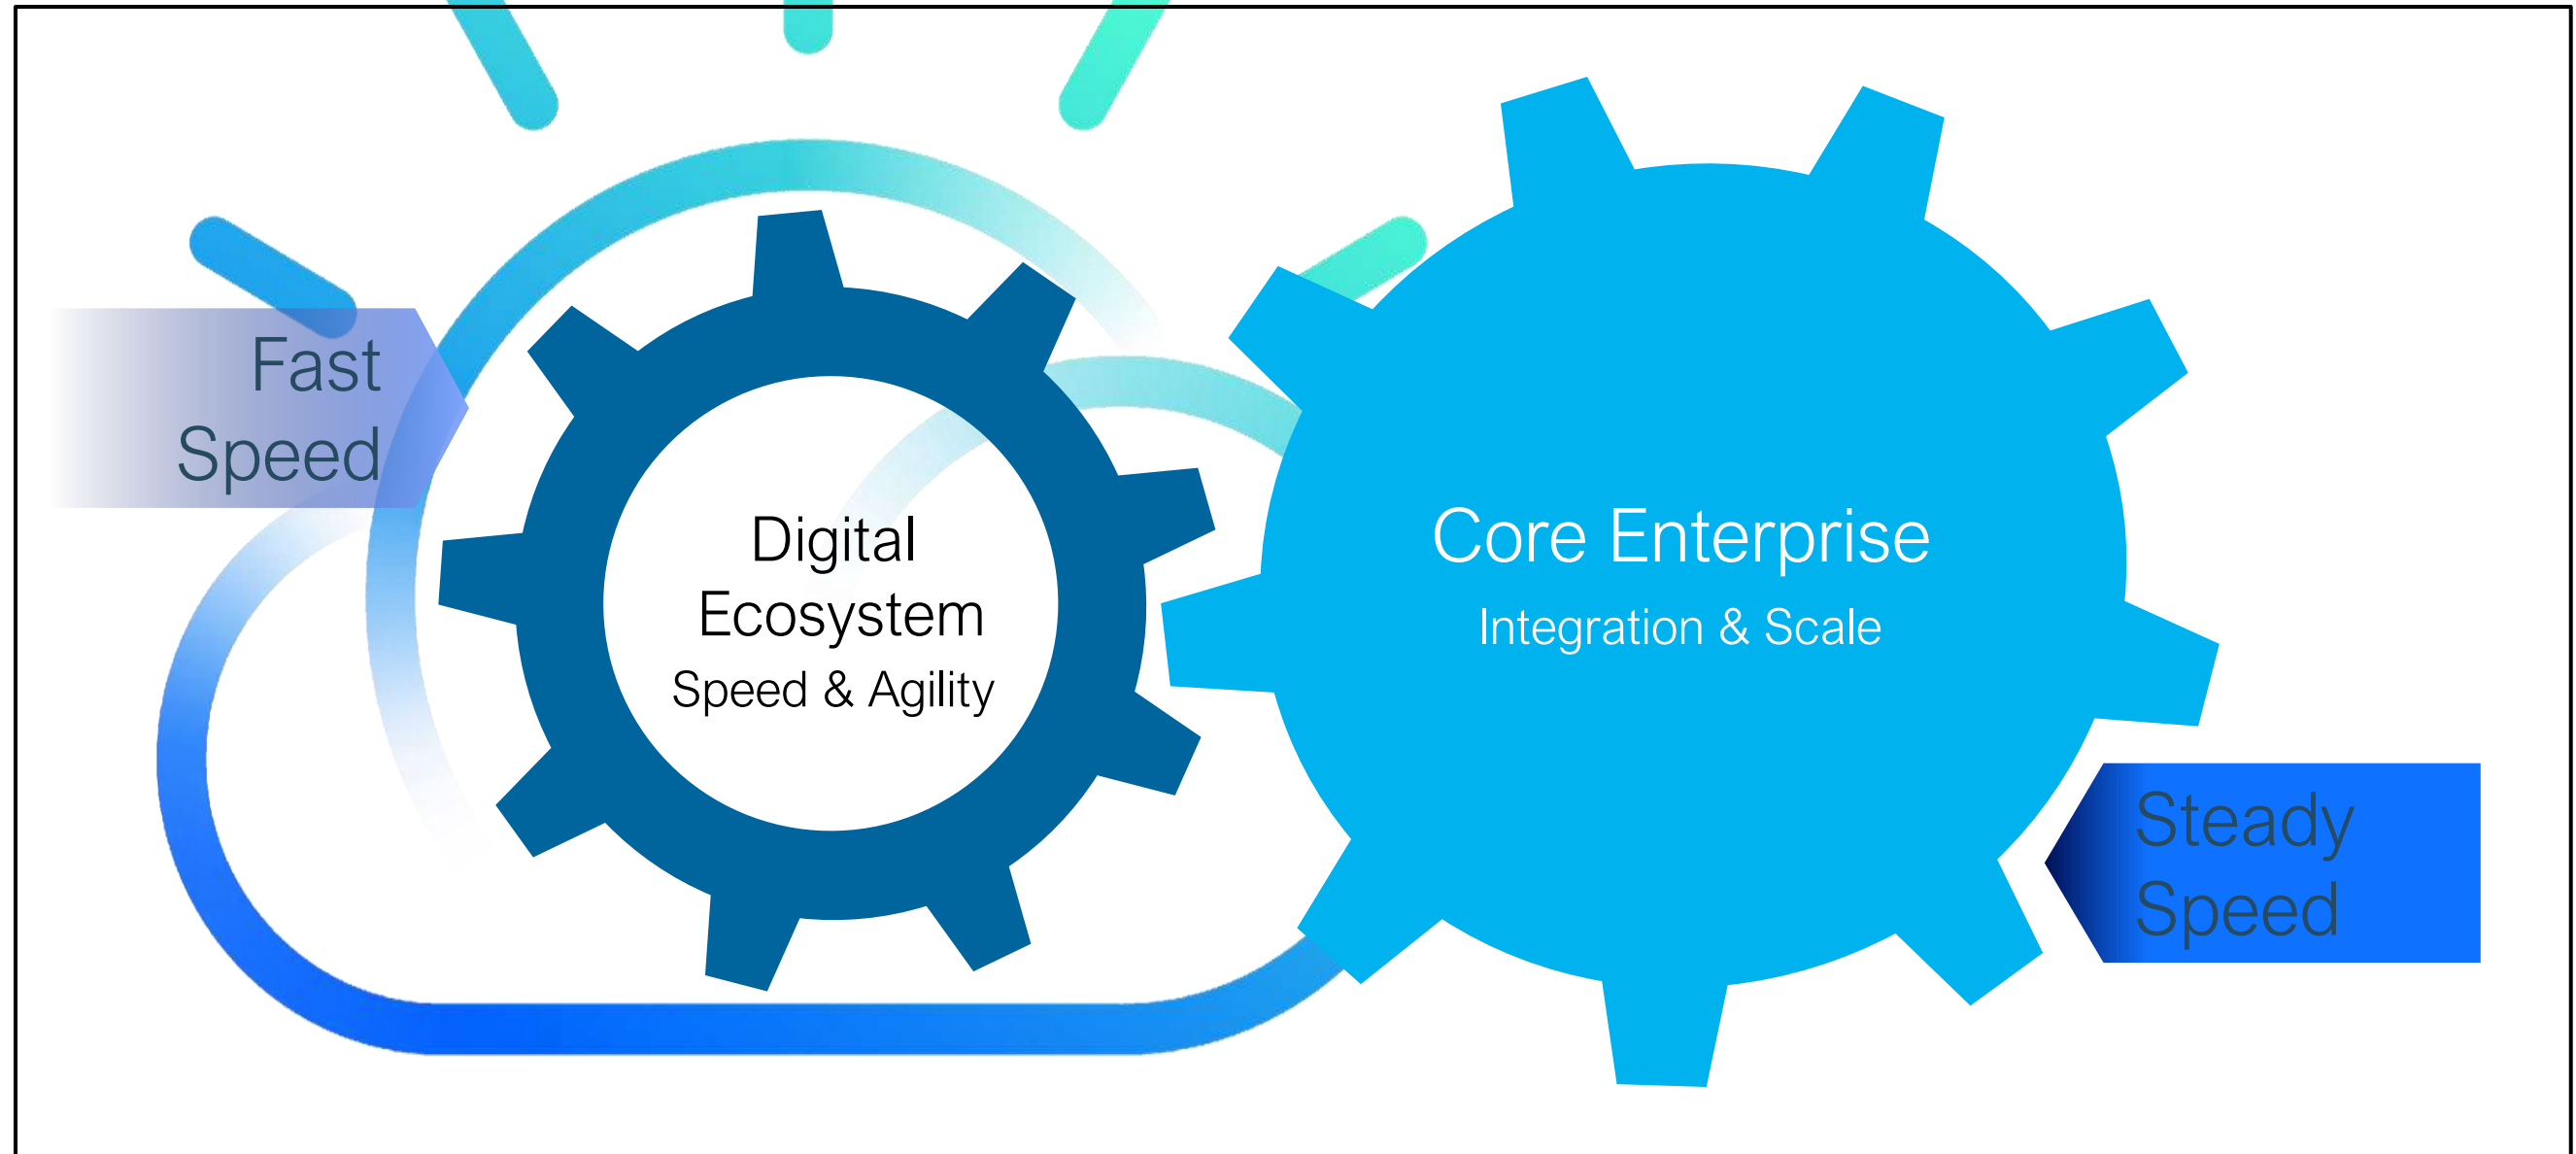 Fast
Speed
Digital
Ecosystem
Speed & Agility
Core Enterprise
Integration & Scale
Steady
Speed